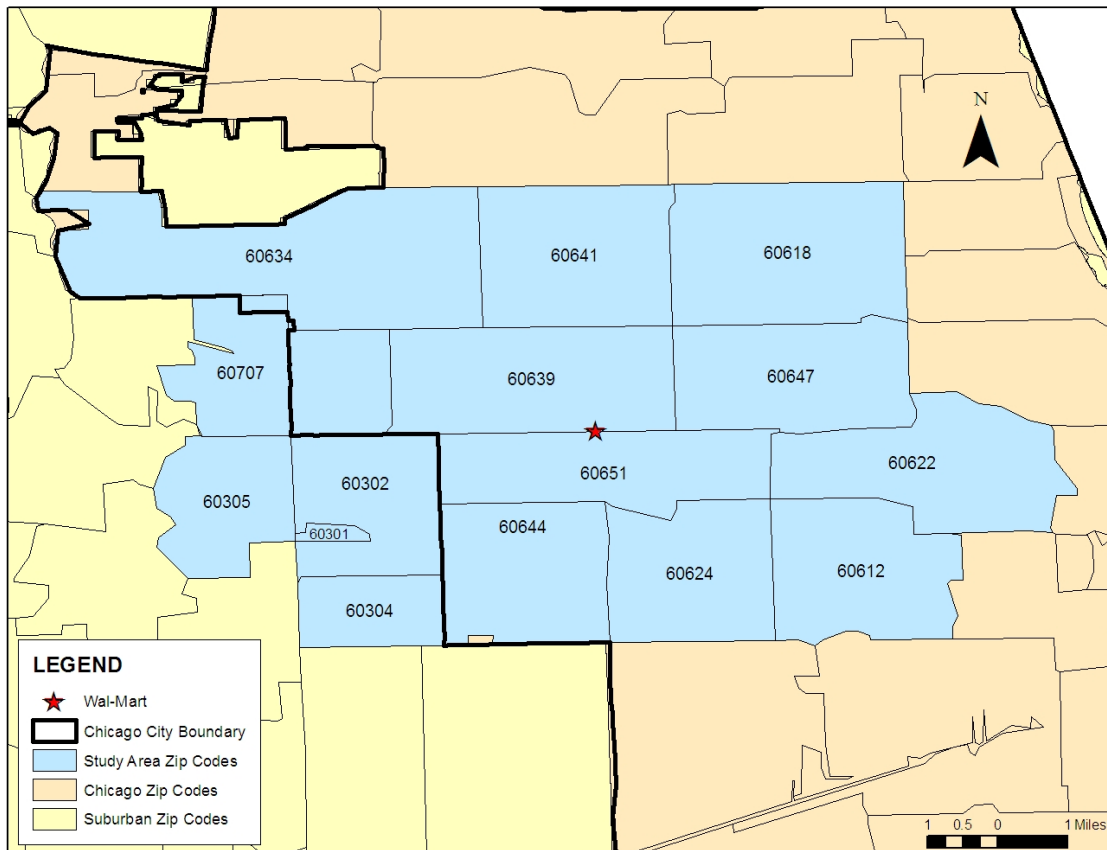 N
60634
60641
60618
60707
60639
60647
60305
60302
60301
60651
60622
60644
60304
60624
60612
LEGEND
Wal-Mart
Chicago City Boundary
Study Area Zip Codes
Chicago Zip Codes
Suburban Zip Codes
1 0.5 0 1 Miles